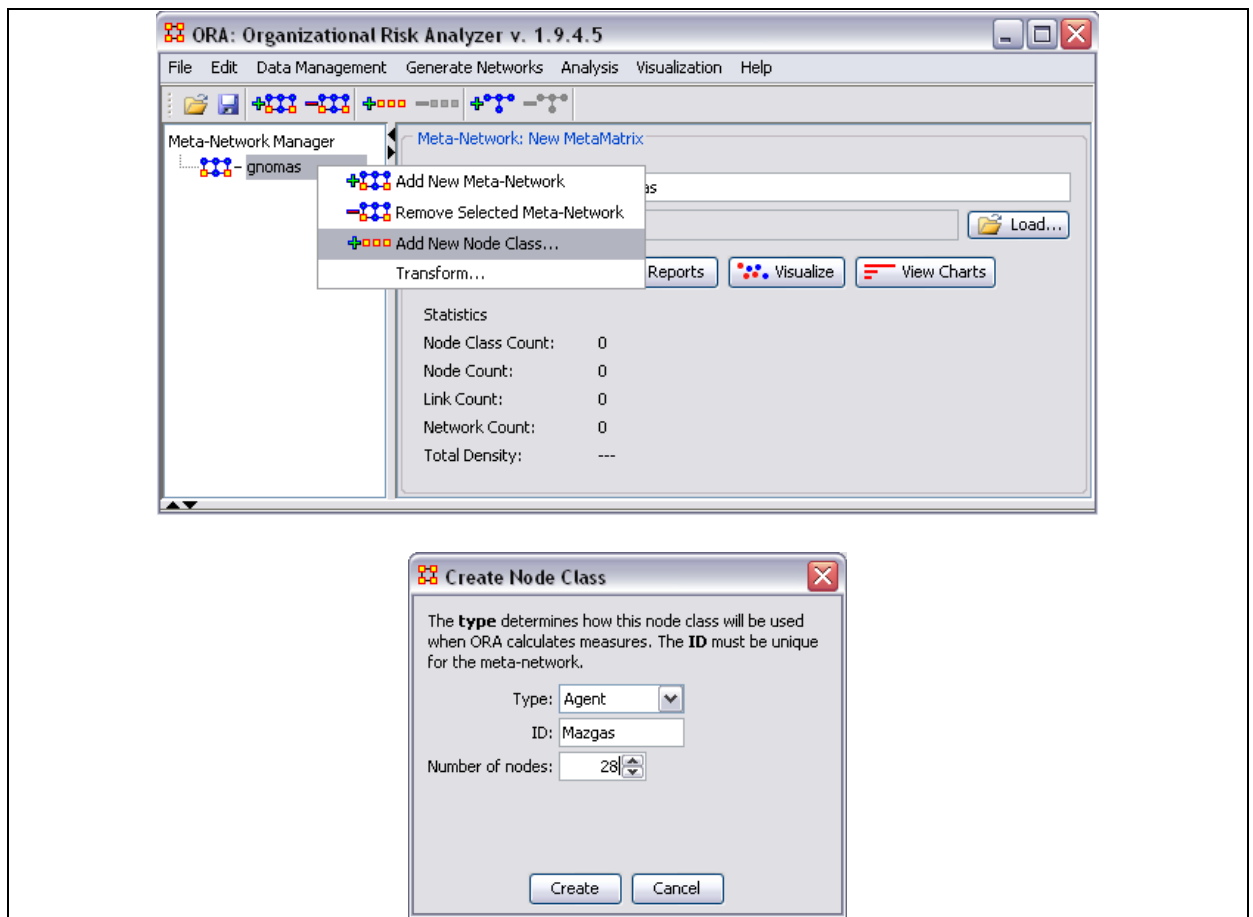 ORA: Organizational Risk Analyzer v. 1.9.4.5
File Edit Data Management Generate Networks Analysis Visualization Help
Meta-Network Manager
gnomas
Meta-Network: New MetaMatrix
as
Load...
Add New Meta-Network
Remove Selected Meta-Network
Add New Node Class...
Transform...
Reports Visualize View Charts
Statistics
Node Class Count: 0
Node Count: 0
Link Count: 0
Network Count: 0
Total Density: ---
Create Node Class
The type determines how this node class will be used
when ORA calculates measures. The ID must be unique
for the meta-network.
Type: Agent
ID: Mazgas
Number of nodes: 28
Create Cancel